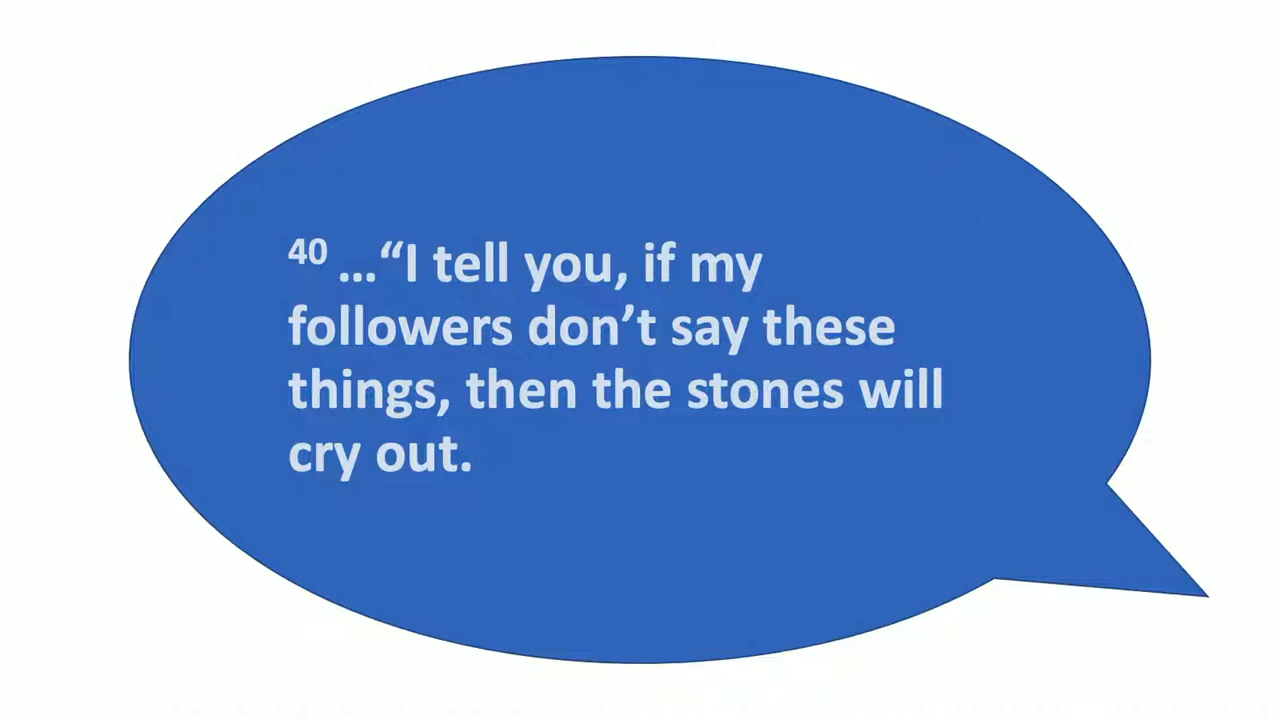 40 …“I tell you, if my
followers don’t say these
things, then the stones will
cry out.